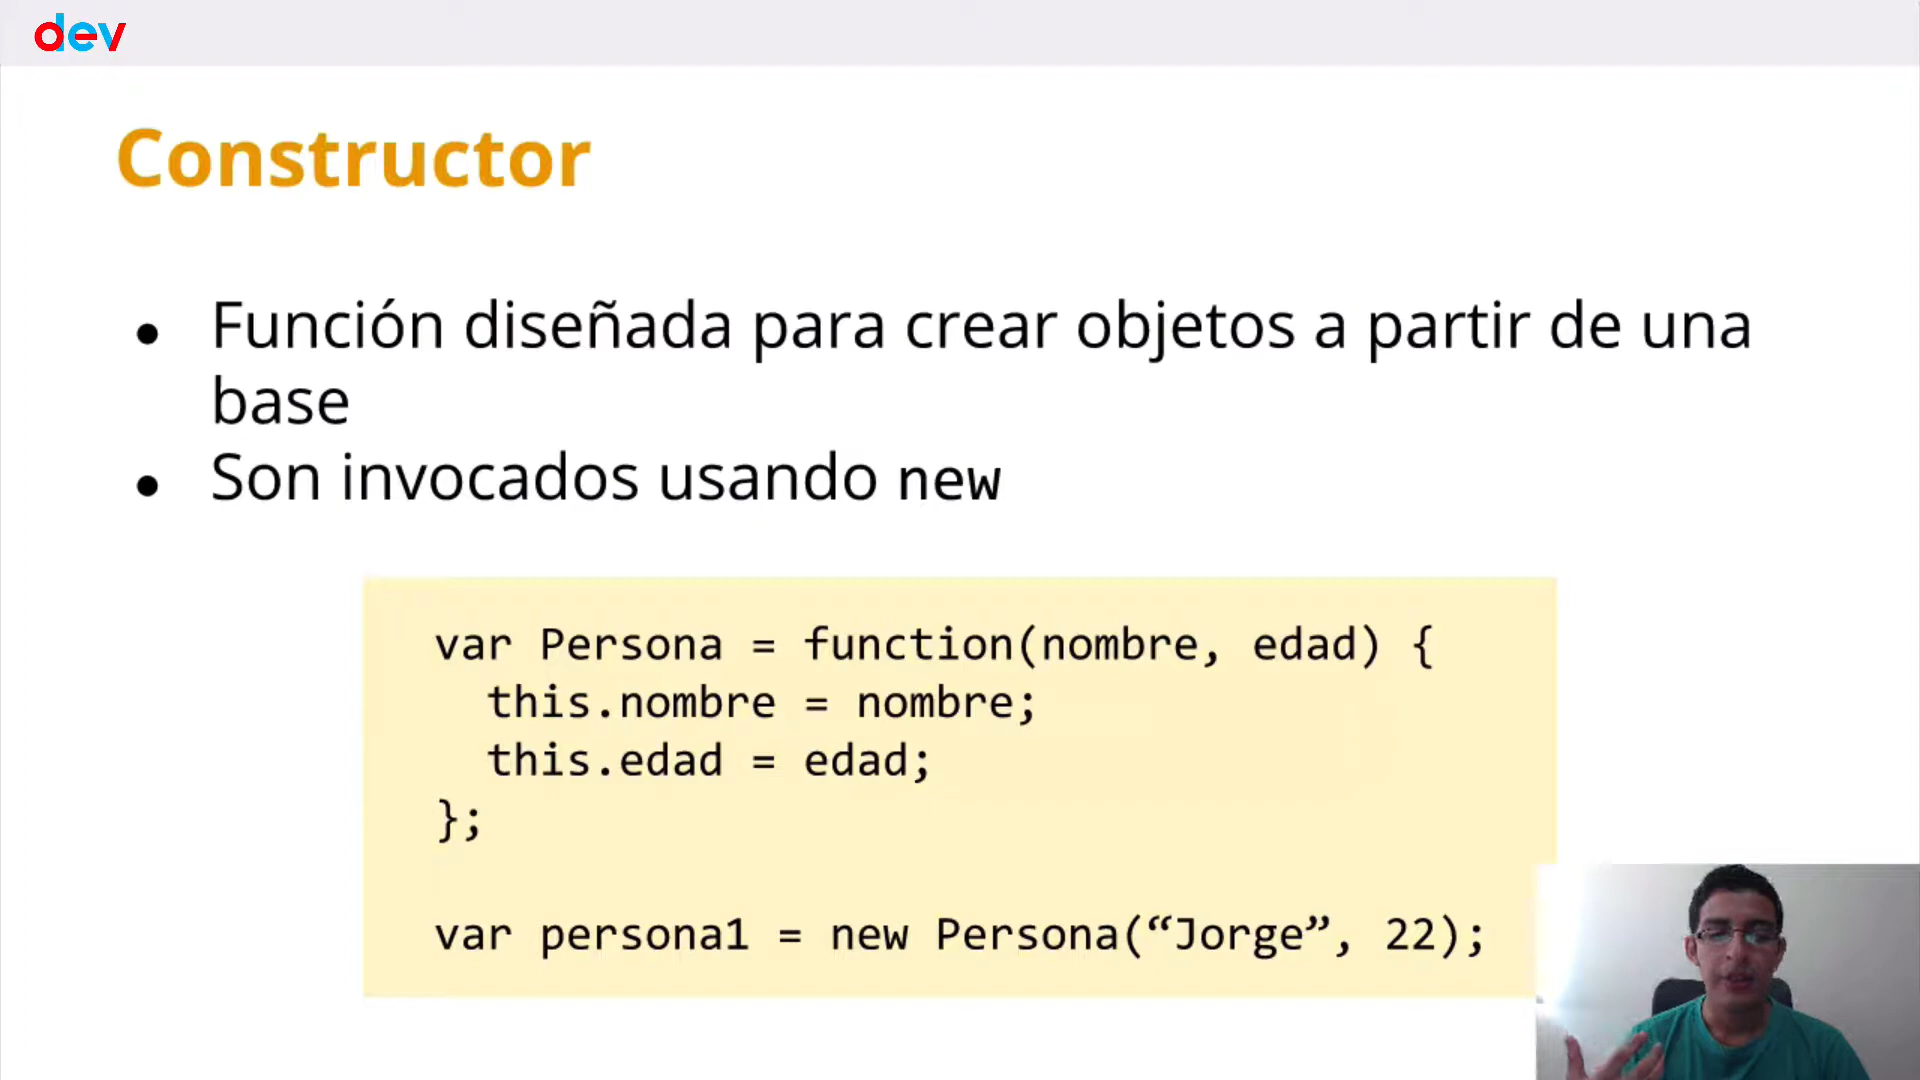 dev
Constructor
● Función diseñada para crear objetos a partir de una
base
● Son invocados usando new
var Persona = function(nombre, edad) {
  this.nombre = nombre;
  this.edad = edad;
};
var persona1 = new Persona(“Jorge”, 22);